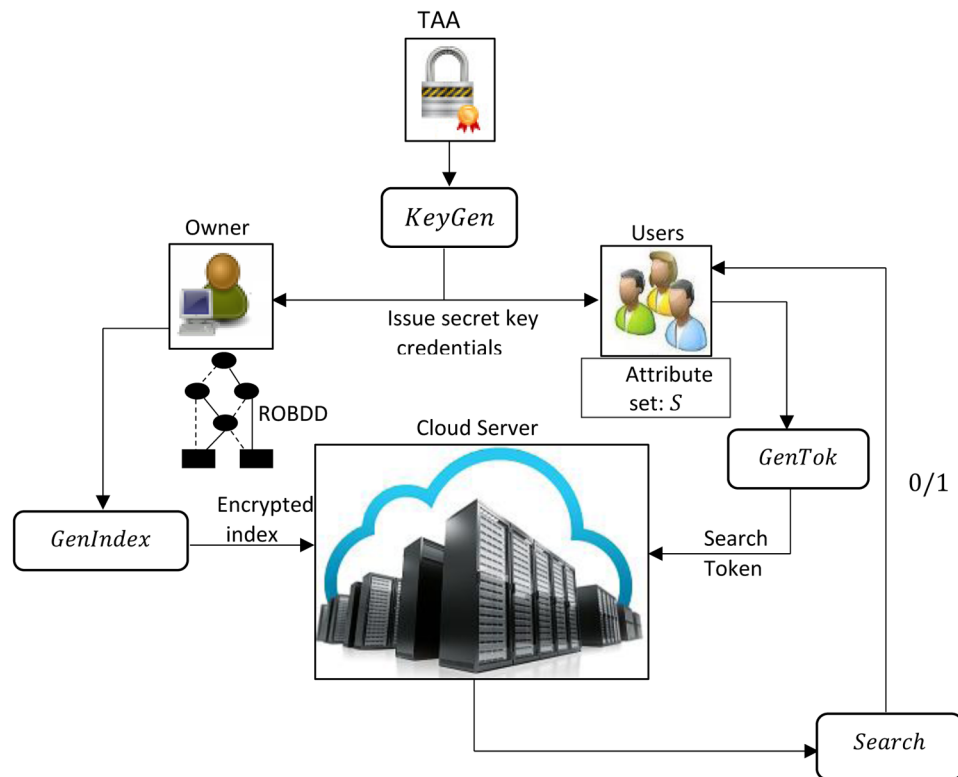 TAA
KeyGen
Owner
Users
Issue secret key
credentials
Attribute
set: S
ROBDD
Cloud Server
GenTok
0/1
Encrypted
index
GenIndex
Search
Token
Search